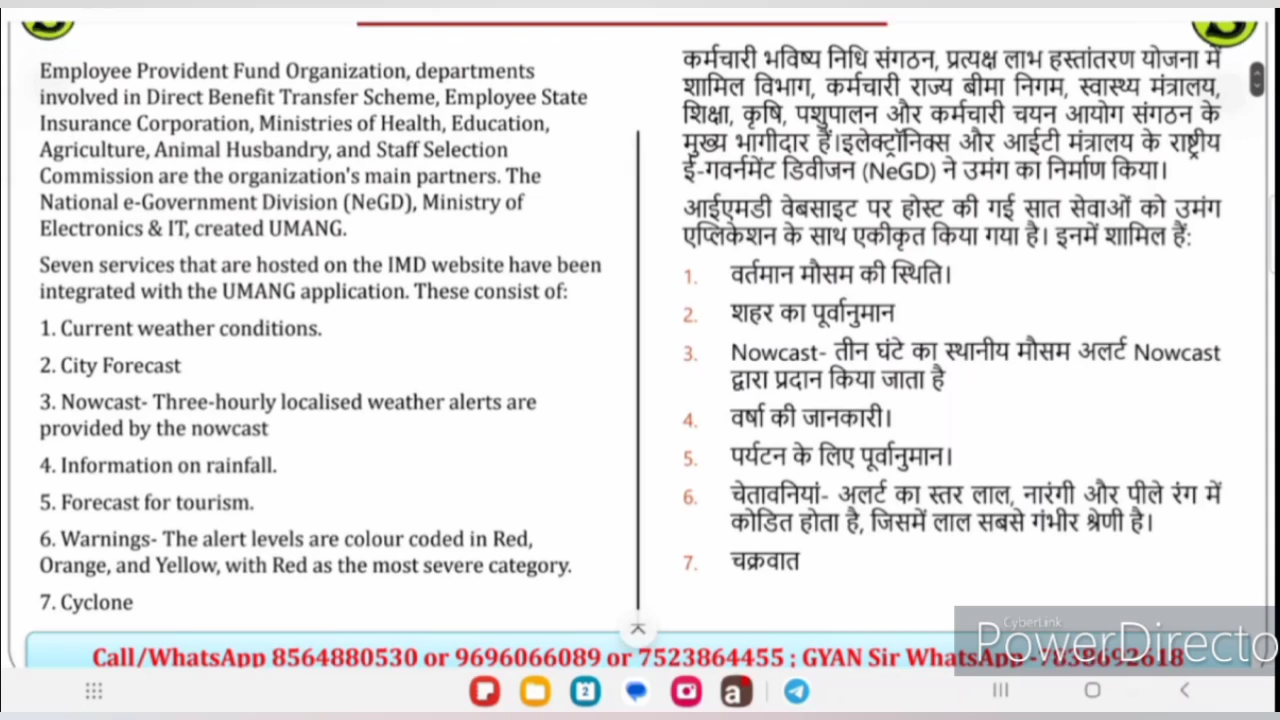 Employee Provident Fund Organization, departments
involved in Direct Benefit Transfer Scheme, Employee State
Insurance Corporation, Ministries of Health, Education,
Agriculture, Animal Husbandry, and Staff Selection
Commission are the organization's main partners. The
National e-Government Division (NeGD), Ministry of
Electronics & IT, created UMANG.
Seven services that are hosted on the IMD website have been
integrated with the UMANG application. These consist of:
1. Current weather conditions.
2. City Forecast
3. Nowcast- Three-hourly localised weather alerts are
provided by the nowcast
4. Information on rainfall.
5. Forecast for tourism.
6. Warnings- The alert levels are colour coded in Red,
Orange, and Yellow, with Red as the most severe category.
7. Cyclone
कर्मचारी भविष्य निधि संगठन, प्रत्यक्ष लाभ हस्तांतरण योजना में
शामिल विभाग, कर्मचारी राज्य बीमा निगम, स्वास्थ्य मंत्रालय,
शिक्षा, कृषि, पशुपालन और कर्मचारी चयन आयोग संगठन के
मुख्य भागीदार हैं।इलेक्ट्रॉनिक्स और आईटी मंत्रालय के राष्ट्रीय
ई-गवर्नमेंट डिवीजन (NeGD) ने उमंग का निर्माण किया।
आईएमडी वेबसाइट पर होस्ट की गई सात सेवाओं को उमंग
एप्लिकेशन के साथ एकीकृत किया गया है। इनमें शामिल हैं:
1. वर्तमान मौसम की स्थिति।
2. शहर का पूर्वानुमान
3. Nowcast- तीन घंटे का स्थानीय मौसम अलर्ट Nowcast
द्वारा प्रदान किया जाता है
4. वर्षा की जानकारी।
5. पर्यटन के लिए पूर्वानुमान।
6. चेतावनियां- अलर्ट का स्तर लाल, नारंगी और पीले रंग में
कोडित होता है, जिसमें लाल सबसे गंभीर श्रेणी है।
7. चक्रवात
Call/WhatsApp 8564880530 or 9696066089 or 7523864455 ; GYAN Sir WhatsApp
CyberLink
PowerDirecto
2
a